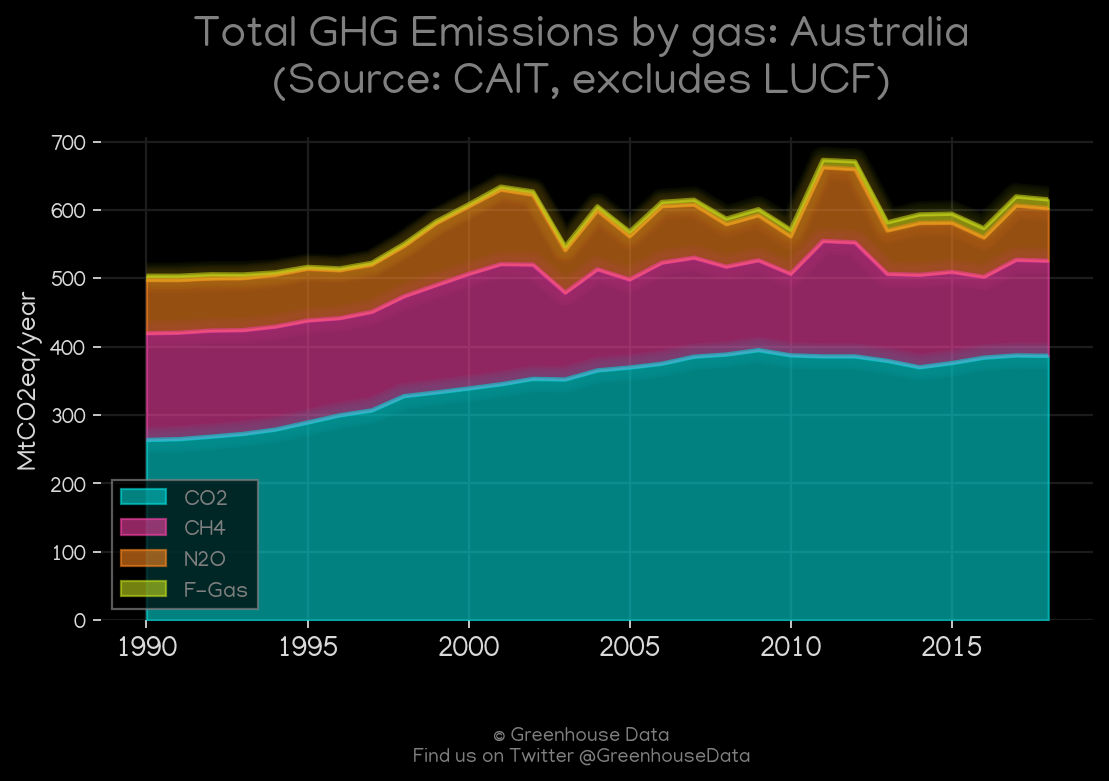 Total GHG Emissions by gas: Australia
(Source: CAIT, excludes LUCF)
700
600
500
400
300
200
100
0
MtCO2eq/year
CO2
CH4
N2O
F-Gas
1990 1995 2000 2005 2010 2015
© Greenhouse Data
Find us on Twitter @GreenhouseData